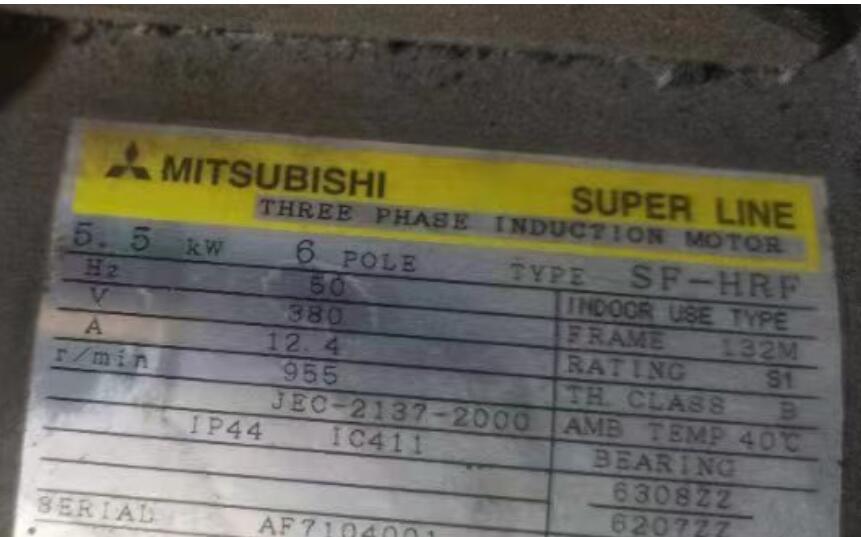 MITSUBISHI SUPER LINE
THREE PHASE INDUCTION MOTOR
5.5 kW 6 POLE TYPE SF-HRF
Hz 50 INDOOR USE TYPE
V 380 FRAME 132M
A 12.4 RATING S1
r/min 955 TH. CLASS B
JEC-2137-2000 AMB TEMP 40℃
IP44 IC411 BEARING
6308ZZ
6207ZZ
SERIAL AF7104001